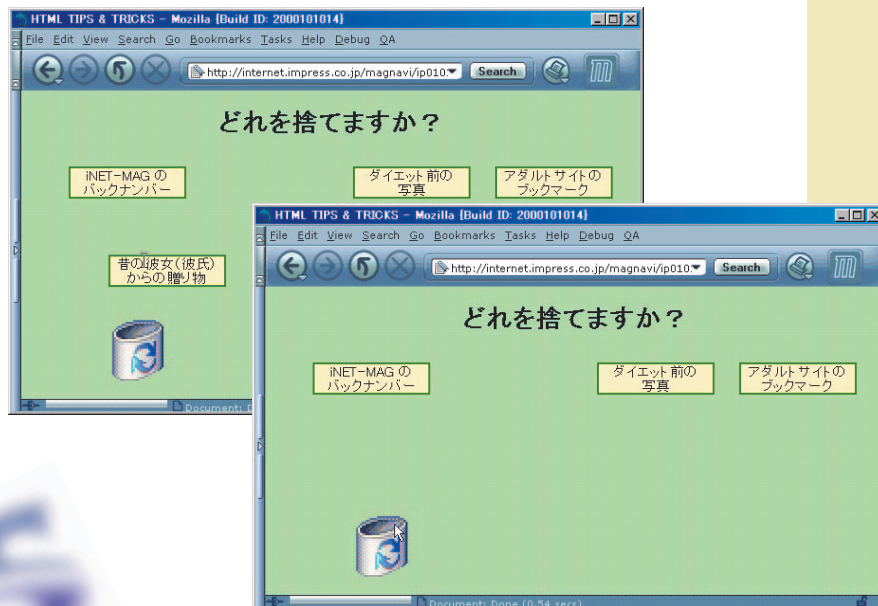 HTML TIPS & TRICKS - Mozilla {Build ID: 2000101014}
File Edit View Search Go Bookmarks Tasks Help Debug QA
http://internet.impress.co.jp/magnavi/ip010 Search
どれを捨てますか？
iNET-MAG の
バックナンバー
ダイエット前の
写真
アダルトサイトの
ブックマーク
昔の彼女(彼氏)
からの贈り物
Document: D
HTML TIPS & TRICKS - Mozilla {Build ID: 2000101014}
File Edit View Search Go Bookmarks Tasks Help Debug QA
http://internet.impress.co.jp/magnavi/ip010 Search
どれを捨てますか？
iNET-MAG の
バックナンバー
ダイエット前の
写真
アダルトサイトの
ブックマーク
Document: Done (0.54 secs)